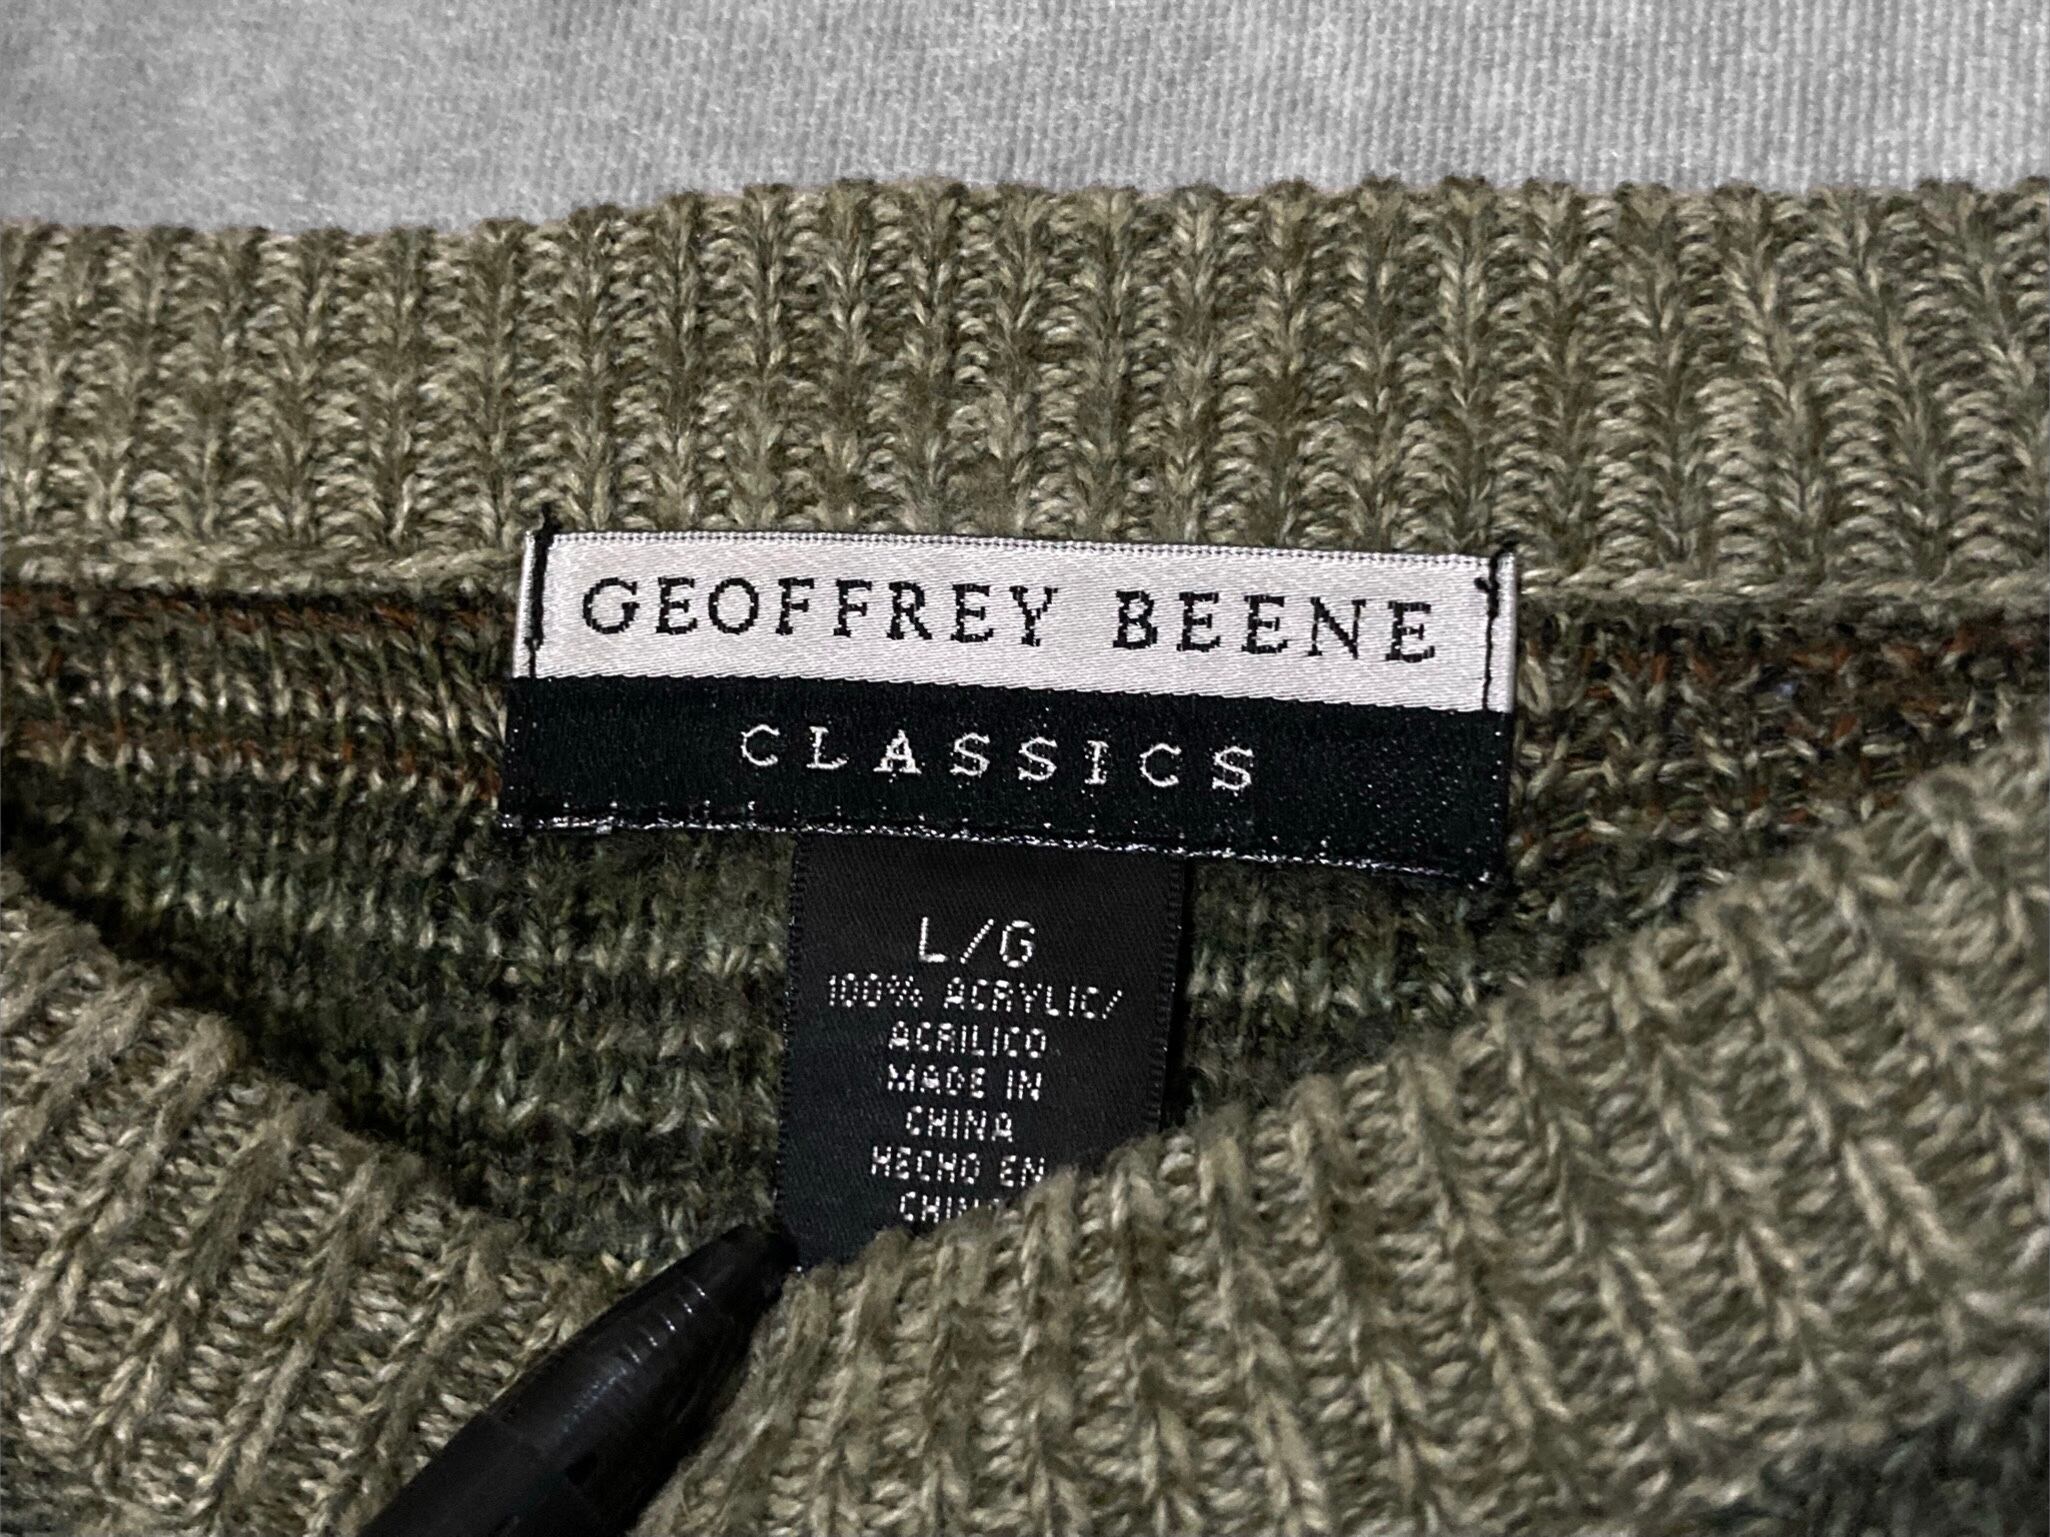 GEOFFREY BEENE
CLASSICS
L/G
100% ACRYLIC/
ACRILICO
MADE IN
CHINA
HECHO EN